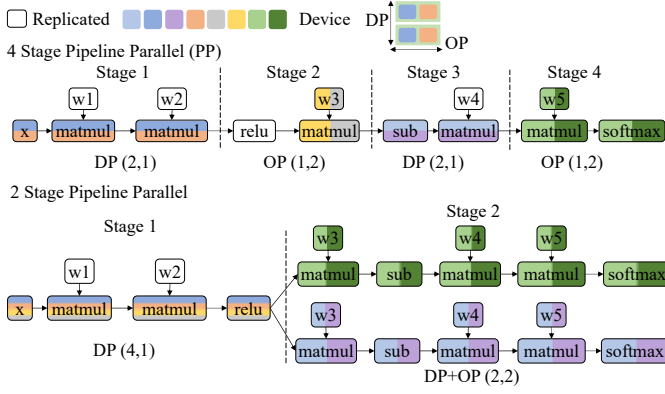 Replicated Device DP OP
4 Stage Pipeline Parallel (PP)
Stage 1 Stage 2 Stage 3 Stage 4
w1 w2 w3 w4 w5
x matmul matmul relu matmul sub matmul matmul softmax
DP (2,1) OP (1,2) DP (2,1) OP (1,2)
2 Stage Pipeline Parallel
Stage 1 Stage 2
w3 w4 w5
matmul sub matmul matmul softmax
w1 w2
x matmul matmul relu
w3 w4 w5
matmul sub matmul matmul softmax
DP (4,1) DP+OP (2,2)